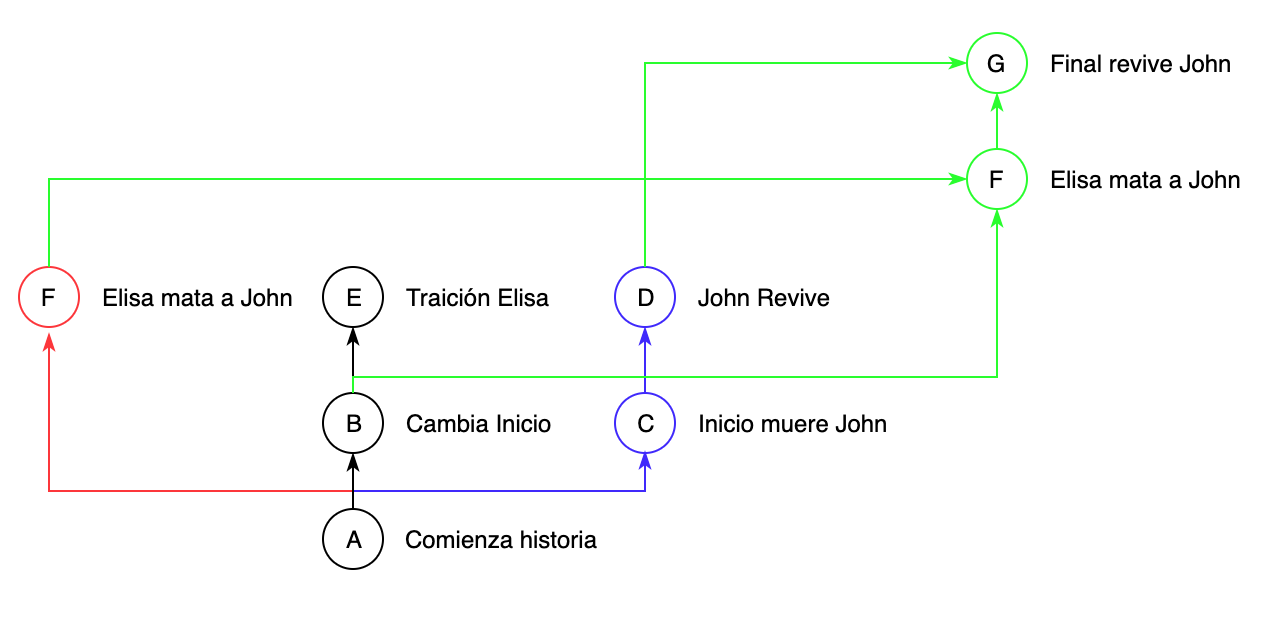 G Final revive John
F Elisa mata a John
F Elisa mata a John
E Traición Elisa
D John Revive
B Cambia Inicio
C Inicio muere John
A Comienza historia